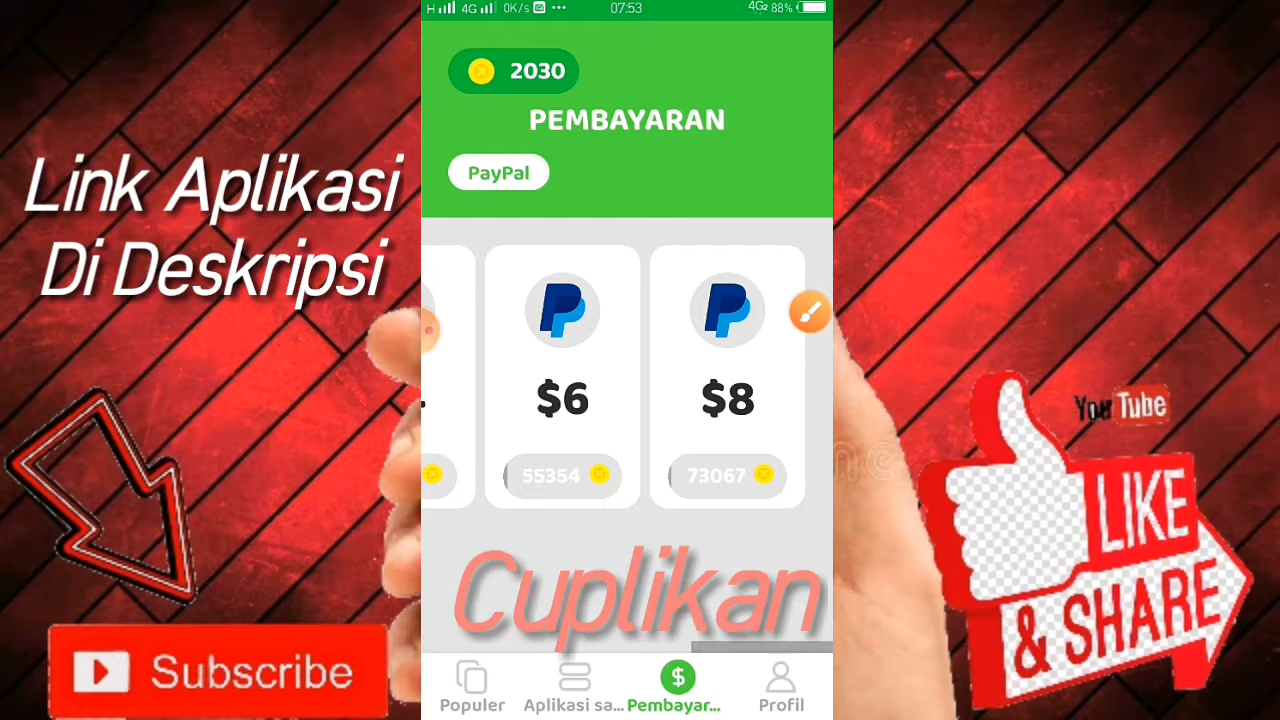 H 4G 0K/s ••• 07:53 4G2 88%
2030
PEMBAYARAN
PayPal
Link Aplikasi
Di Deskripsi
$6
$8
55354
73067
YouTube
LIKE
& SHARE
Cuplikan
Subscribe
Populer
Aplikasi sa...
Pembayar...
Profil